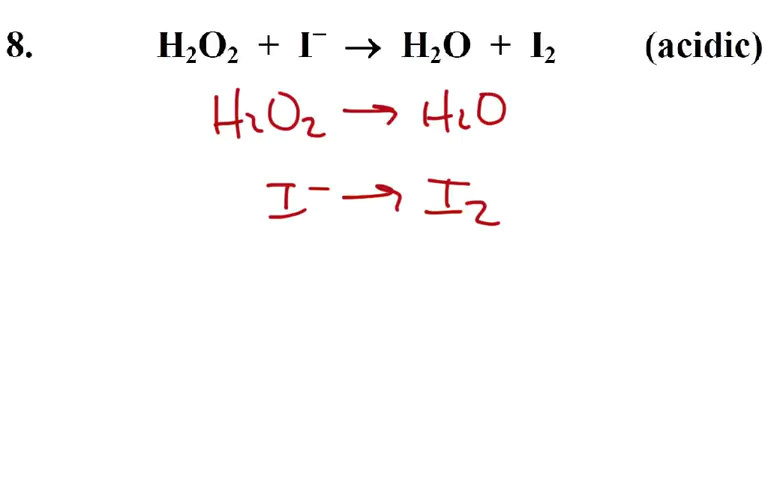 8. H₂O₂ + I⁻ → H₂O + I₂ (acidic)
H₂O₂ → H₂O
I⁻ → I₂